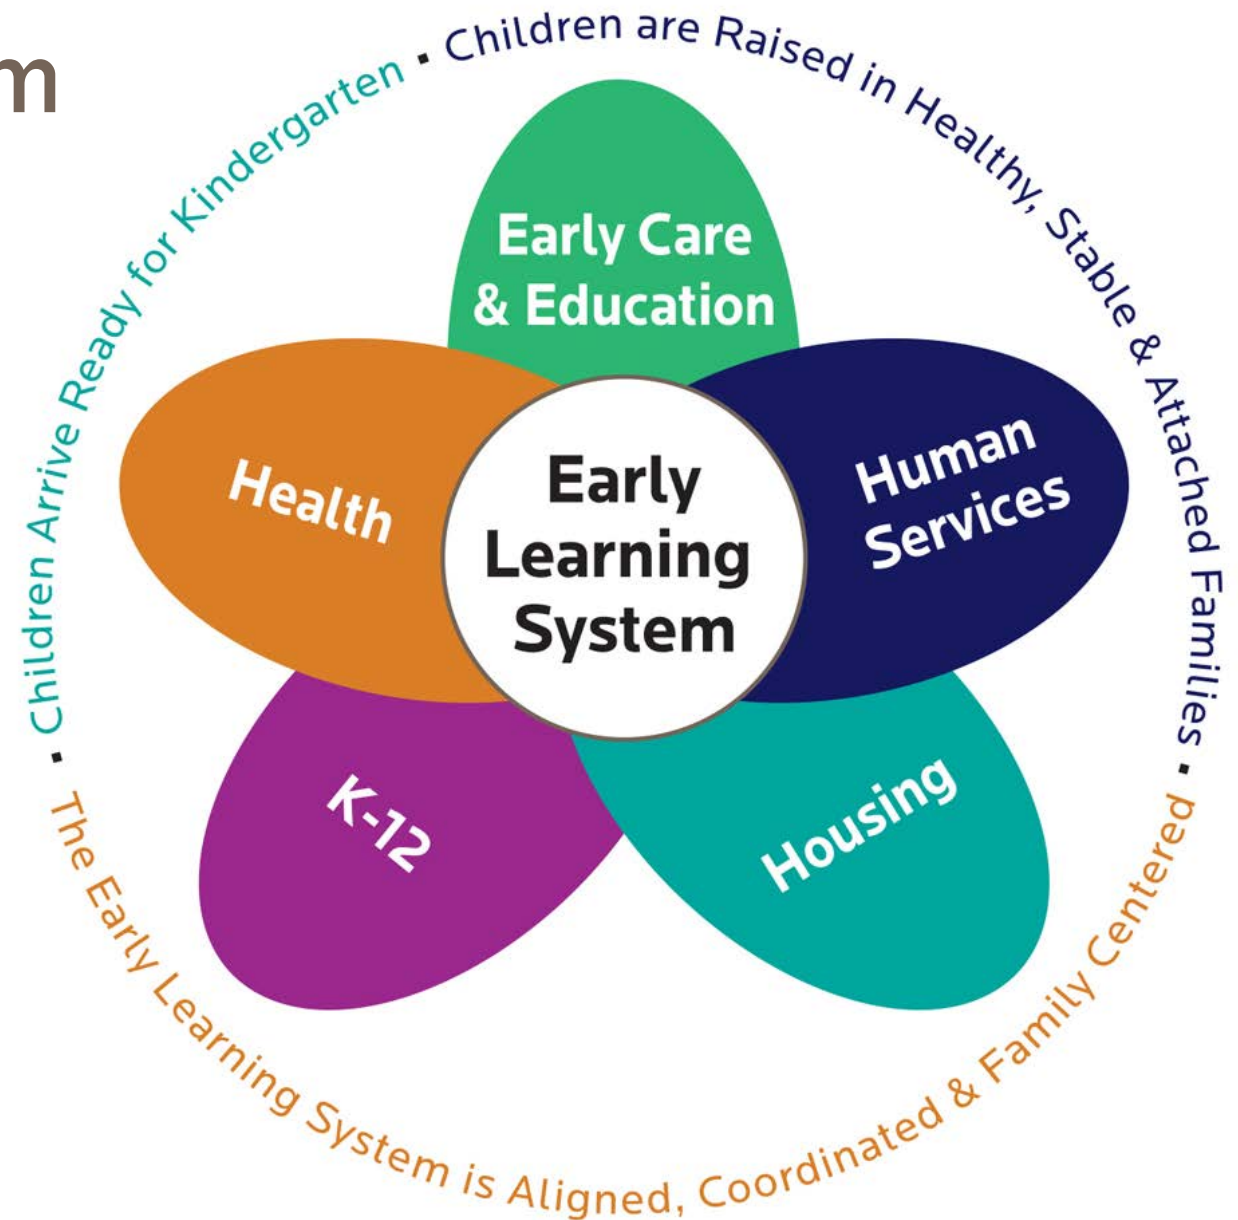 m
Children Arrive Ready for Kindergarten · Children are Raised in Healthy, Stable & Attached Families · The Early Learning System is Aligned, Coordinated & Family Centered ·
Early Care
& Education
Human
Services
Housing
K-12
Health
Early
Learning
System